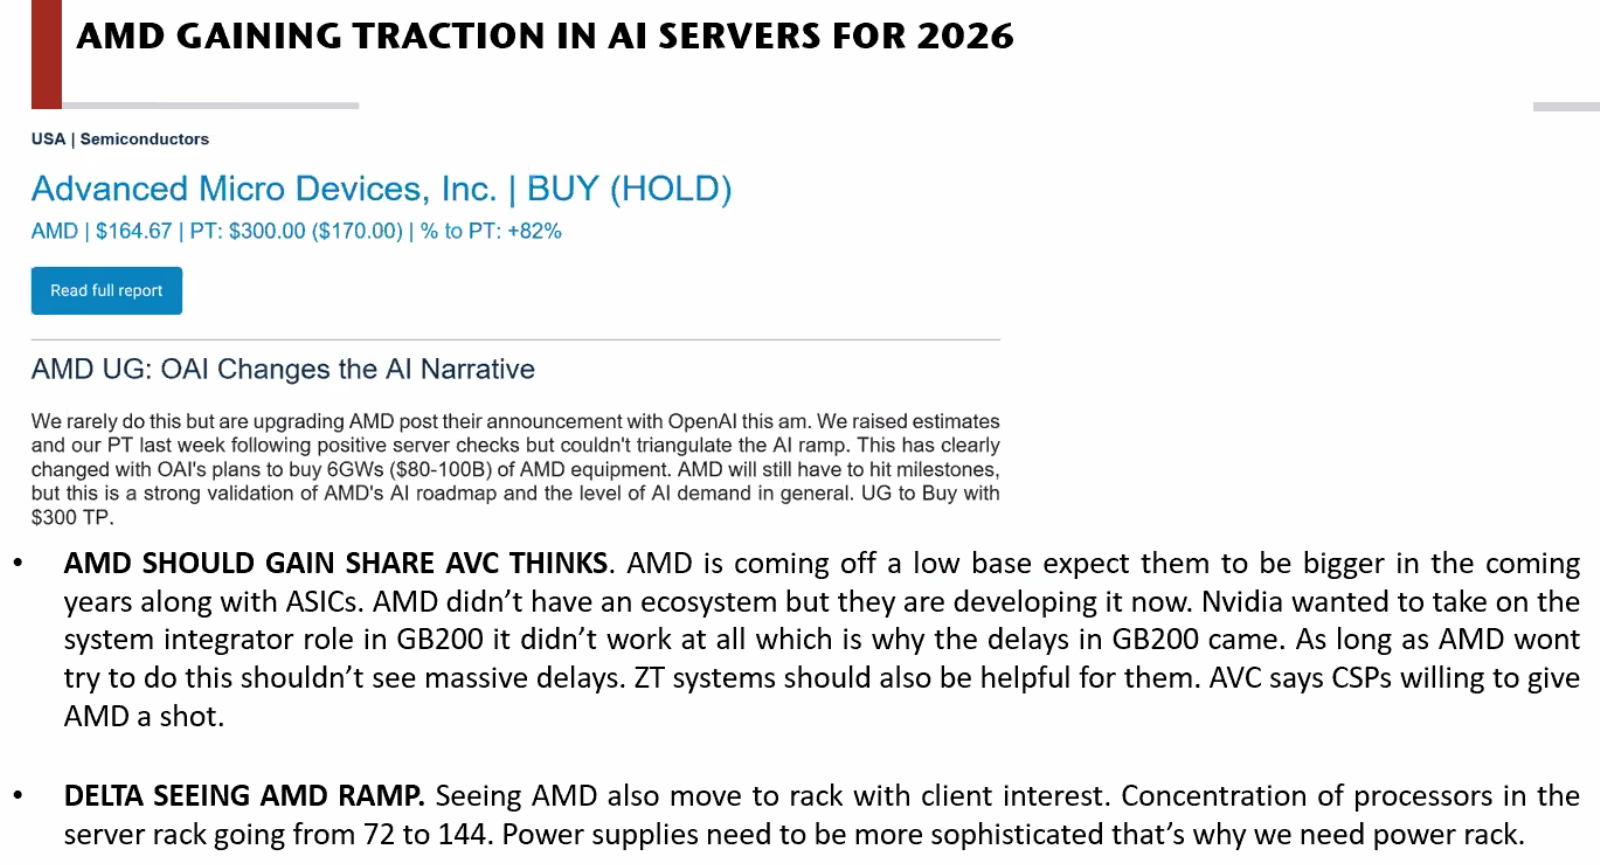 AMD GAINING TRACTION IN AI SERVERS FOR 2026
USA | Semiconductors
Advanced Micro Devices, Inc. | BUY (HOLD)
AMD | $164.67 | PT: $300.00 ($170.00) | % to PT: +82%
Read full report
AMD UG: OAI Changes the AI Narrative
We rarely do this but are upgrading AMD post their announcement with OpenAI this am. We raised estimates
and our PT last week following positive server checks but couldn't triangulate the AI ramp. This has clearly
changed with OAI's plans to buy 6GWs ($80-100B) of AMD equipment. AMD will still have to hit milestones,
but this is a strong validation of AMD's AI roadmap and the level of AI demand in general. UG to Buy with
$300 TP.
• AMD SHOULD GAIN SHARE AVC THINKS. AMD is coming off a low base expect them to be bigger in the coming
years along with ASICs. AMD didn’t have an ecosystem but they are developing it now. Nvidia wanted to take on the
system integrator role in GB200 it didn’t work at all which is why the delays in GB200 came. As long as AMD wont
try to do this shouldn’t see massive delays. ZT systems should also be helpful for them. AVC says CSPs willing to give
AMD a shot.
• DELTA SEEING AMD RAMP. Seeing AMD also move to rack with client interest. Concentration of processors in the
server rack going from 72 to 144. Power supplies need to be more sophisticated that’s why we need power rack.